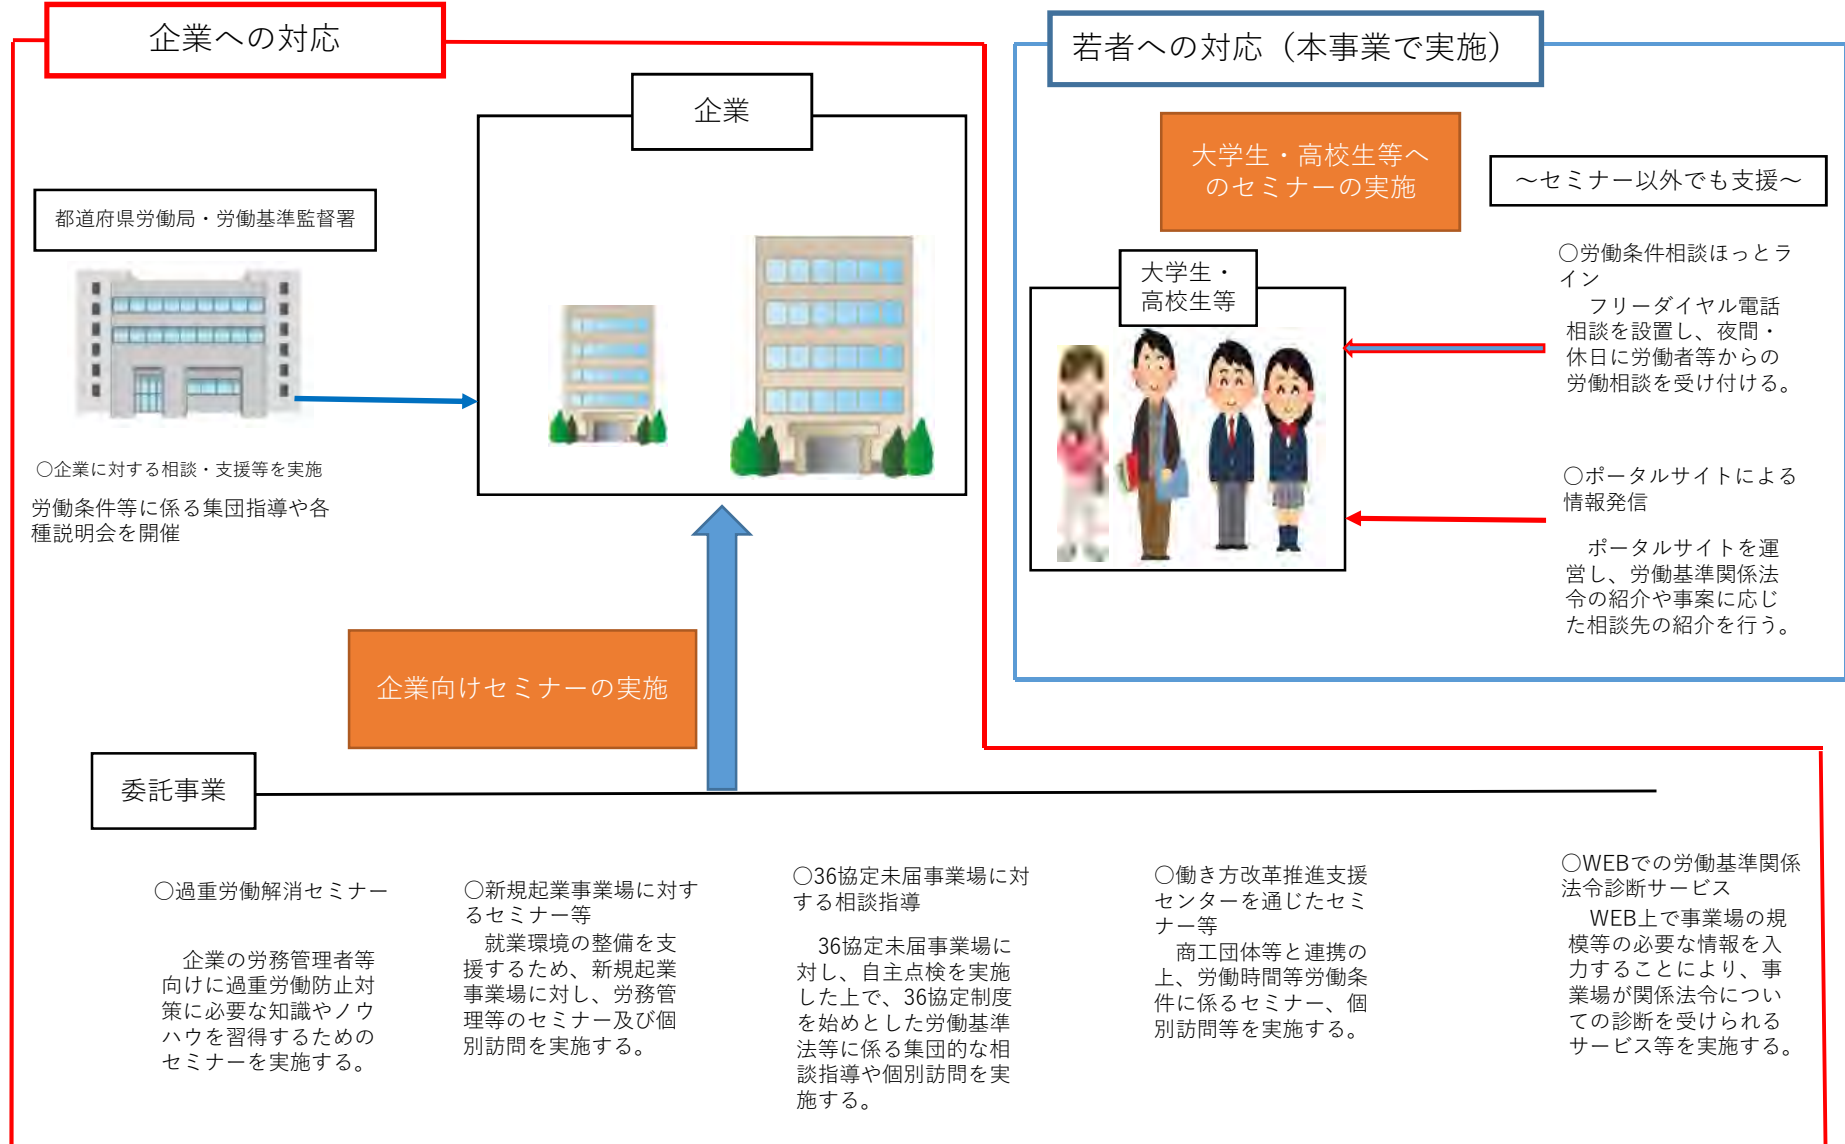 企業への対応
企業
都道府県労働局・労働基準監督署
○企業に対する相談・支援等を実施
労働条件等に係る集団指導や各
種説明会を開催
企業向けセミナーの実施
若者への対応（本事業で実施）
大学生・高校生等へ
のセミナーの実施
～セミナー以外でも支援～
大学生・
高校生等
○労働条件相談ほっとラ
イン
フリーダイヤル電話
相談を設置し、夜間・
休日に労働者等からの
労働相談を受け付ける。
○ポータルサイトによる
情報発信
ポータルサイトを運
営し、労働基準関係法
令の紹介や事案に応じ
た相談先の紹介を行う。
委託事業
○過重労働解消セミナー
企業の労務管理者等
向けに過重労働防止対
策に必要な知識やノウ
ハウを習得するための
セミナーを実施する。
○新規起業事業場に対す
るセミナー等
就業環境の整備を支
援するため、新規起業
事業場に対し、労務管
理等のセミナー及び個
別訪問を実施する。
○36協定未届事業場に対
する相談指導
36協定未届事業場に
対し、自主点検を実施
した上で、36協定制度
を始めとした労働基準
法等に係る集団的な相
談指導や個別訪問を実
施する。
○働き方改革推進支援
センターを通じたセミ
ナー等
商工団体等と連携の
上、労働時間等労働条
件に係るセミナー、個
別訪問等を実施する。
○WEBでの労働基準関係
法令診断サービス
WEB上で事業場の規
模等の必要な情報を入
力することにより、事
業場が関係法令につい
ての診断を受けられる
サービス等を実施する。